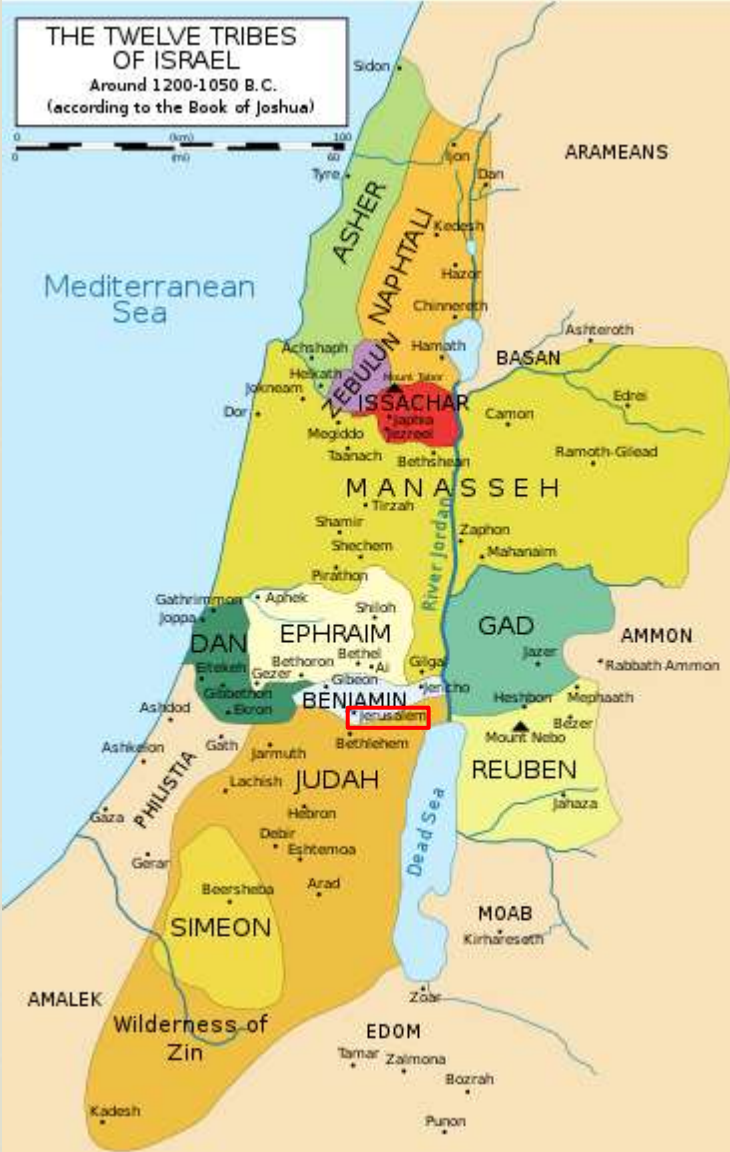 THE TWELVE TRIBES
OF ISRAEL
Around 1200-1050 B.C.
(according to the Book of Joshua)
0 (km) 100
0 (mi) 60
Sidon
ARAMEANS
Ijon
Dan
Tyre
ASHER
NAPHTALI
Kedesh
Hazor
Mediterranean
Sea
Chinnereth
Ashteroth
Achshaph
Hamath
BASAN
ZEBULUN
Helkath
Mount Tabor
Jokneam
ISSACHAR
Edrei
Dor
Japhia
Camon
Megiddo
Jezreel
Taanach
Bethshean
Ramoth-Gilead
MANASSEH
Tirzah
Shamir
River Jordan
Zaphon
Shechem
Mahanaim
Pirathon
Gathrimmon
Aphek
Joppa
Shiloh
DAN
EPHRAIM
GAD
AMMON
Eltekeh
Bethoron
Bethel
Ai
Gilgal
Jazer
Rabbath Ammon
Gezer
Gibeon
Jericho
Gibbethon
BENJAMIN
Heshbon
Mephaath
Ashdod
Ekron
Jerusalem
Bezer
Ashkelon
Gath
Jarmuth
Bethlehem
Mount Nebo
PHILISTIA
JUDAH
REUBEN
Lachish
Jahaza
Gaza
Hebron
Dead Sea
Debir
Gerar
Eshtemoa
Beersheba
Arad
SIMEON
MOAB
Kirhareseth
AMALEK
Zoar
Wilderness of
Zin
EDOM
Tamar
Zalmona
Bozrah
Kadesh
Punon